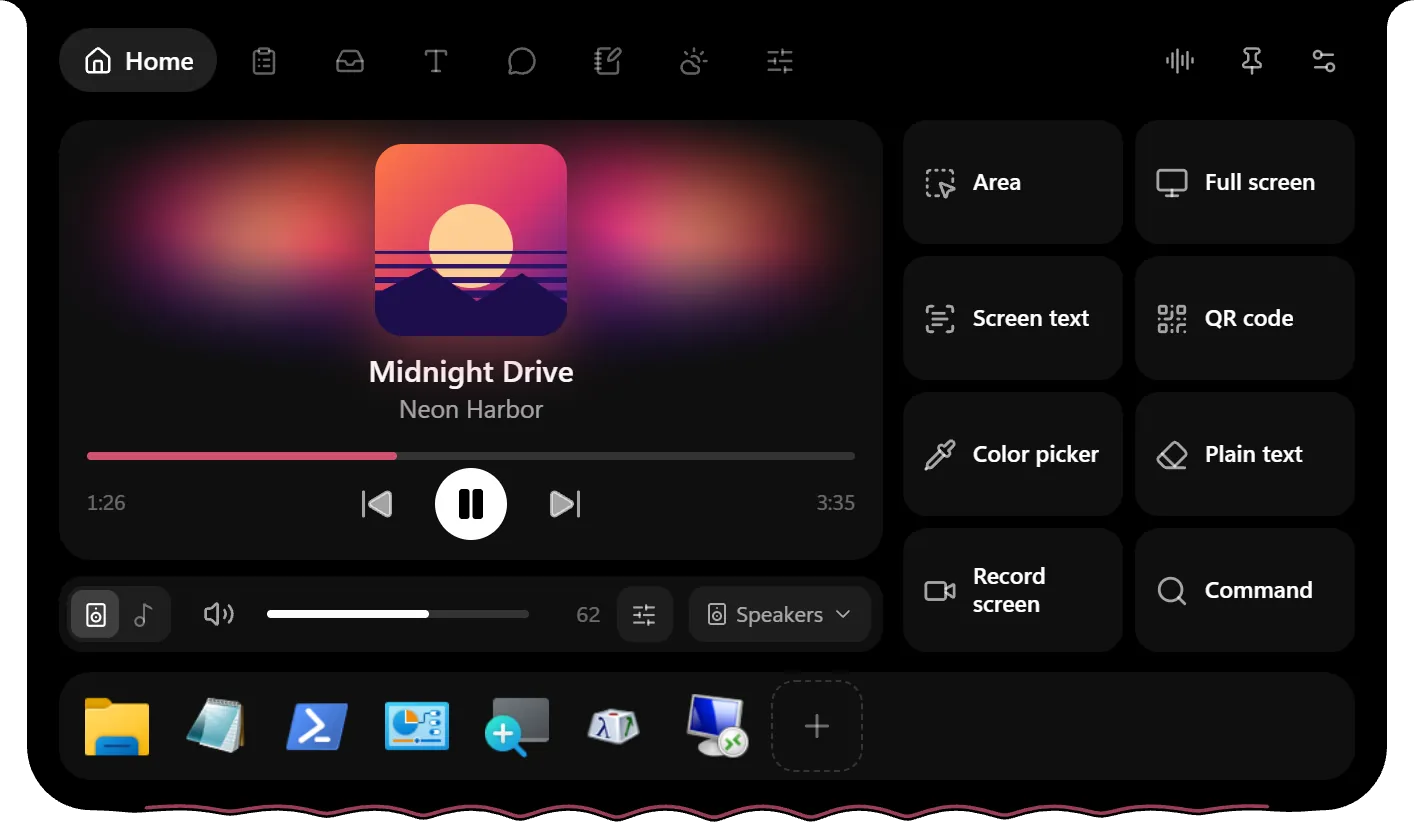 Home
Midnight Drive
Neon Harbor
1:26
3:35
62
Speakers
Area
Full screen
Screen text
QR code
Color picker
Plain text
Record
screen
Command